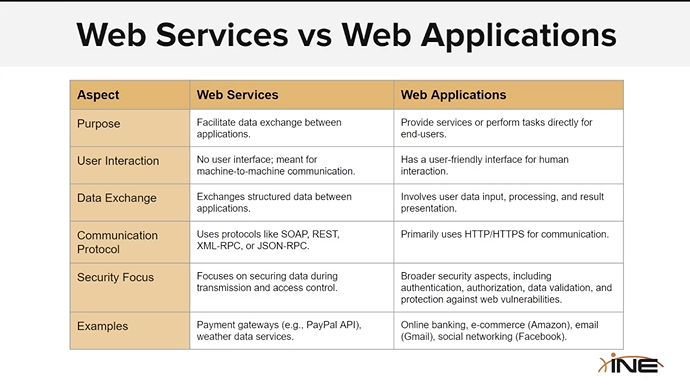 Web Services vs Web Applications
Aspect Web Services Web Applications
Purpose Facilitate data exchange between Provide services or perform tasks directly for
applications. end-users.
User Interaction No user interface; meant for Has a user-friendly interface for human
machine-to-machine communication. interaction.
Data Exchange Exchanges structured data between Involves user data input, processing, and result
applications. presentation.
Communication Uses protocols like SOAP, REST, Primarily uses HTTP/HTTPS for communication.
Protocol XML-RPC, or JSON-RPC.
Security Focus Focuses on securing data during Broader security aspects, including
transmission and access control. authentication, authorization, data validation, and
protection against web vulnerabilities.
Examples Payment gateways (e.g., PayPal API), Online banking, e-commerce (Amazon), email
weather data services. (Gmail), social networking (Facebook).
INE